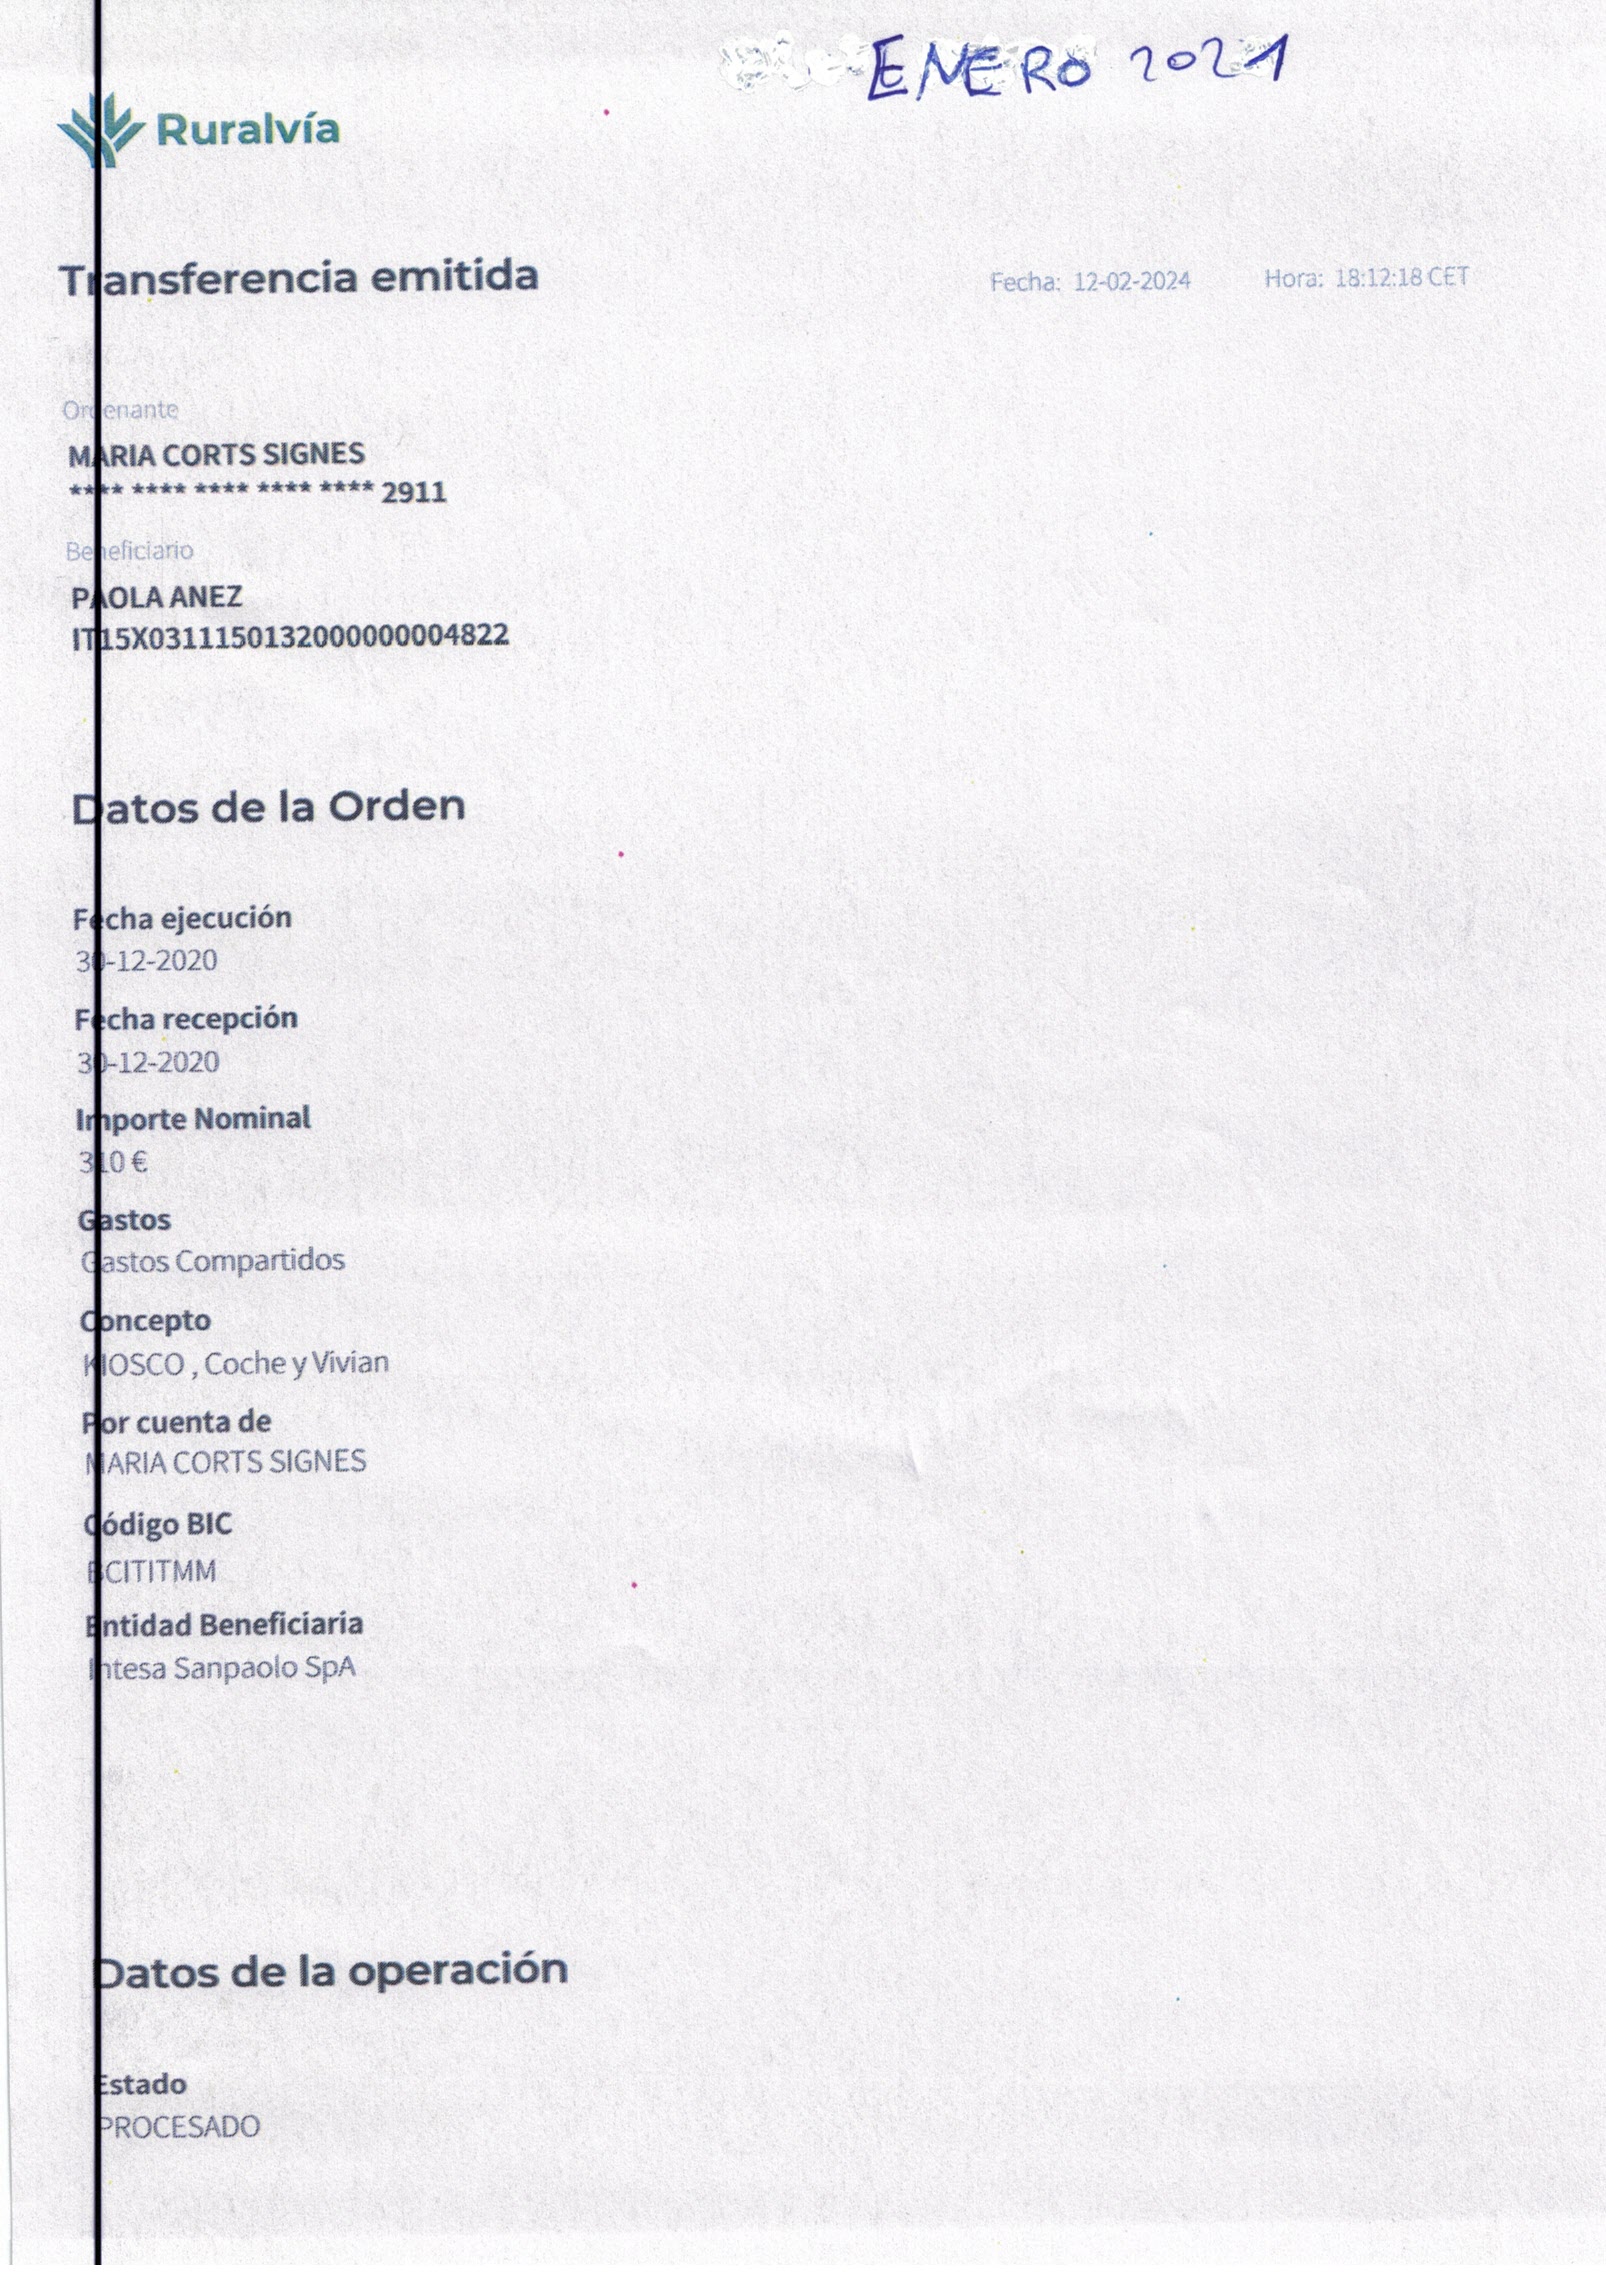 ENERO 2021
Ruralvía
Transferencia emitida
Fecha: 12-02-2024 Hora: 18:12:18 CET
Ordenante
MARIA CORTS SIGNES
**** **** **** **** **** 2911
Beneficiario
PAOLA ANEZ
IT15X0311150132000000004822
Datos de la Orden
Fecha ejecución
30-12-2020
Fecha recepción
30-12-2020
Importe Nominal
310 €
Gastos
Gastos Compartidos
Concepto
KIOSCO , Coche y Vivian
Por cuenta de
MARIA CORTS SIGNES
Código BIC
BCITITMM
Entidad Beneficiaria
Intesa Sanpaolo SpA
Datos de la operación
Estado
PROCESADO